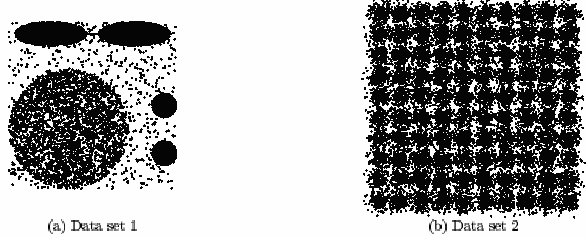 (a) Data set 1
(b) Data set 2